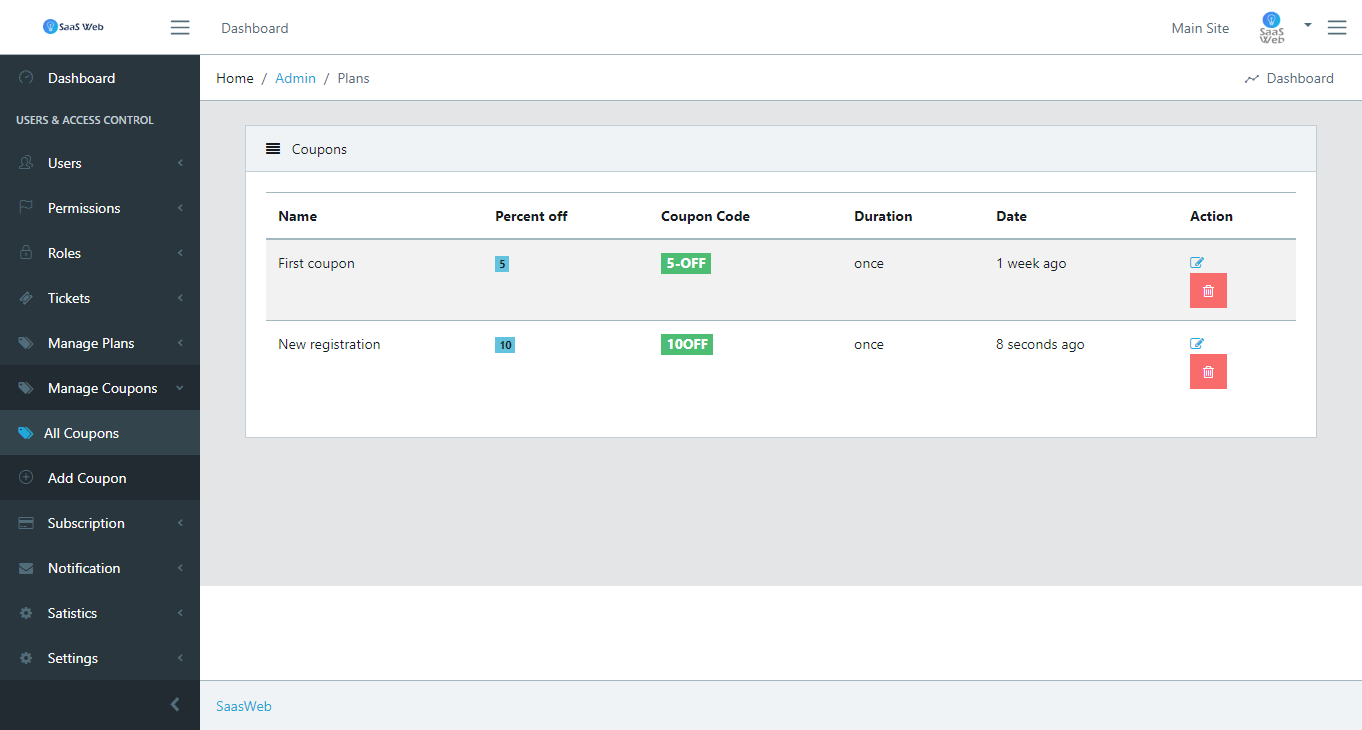 SaaS Web
Dashboard
Main Site
SaaS
Web
Dashboard
USERS & ACCESS CONTROL
Users
Permissions
Roles
Tickets
Manage Plans
Manage Coupons
All Coupons
Add Coupon
Subscription
Notification
Satistics
Settings
Home / Admin / Plans
Dashboard
Coupons
Name Percent off Coupon Code Duration Date Action
First coupon 5 5-OFF once 1 week ago
New registration 10 10OFF once 8 seconds ago
SaasWeb